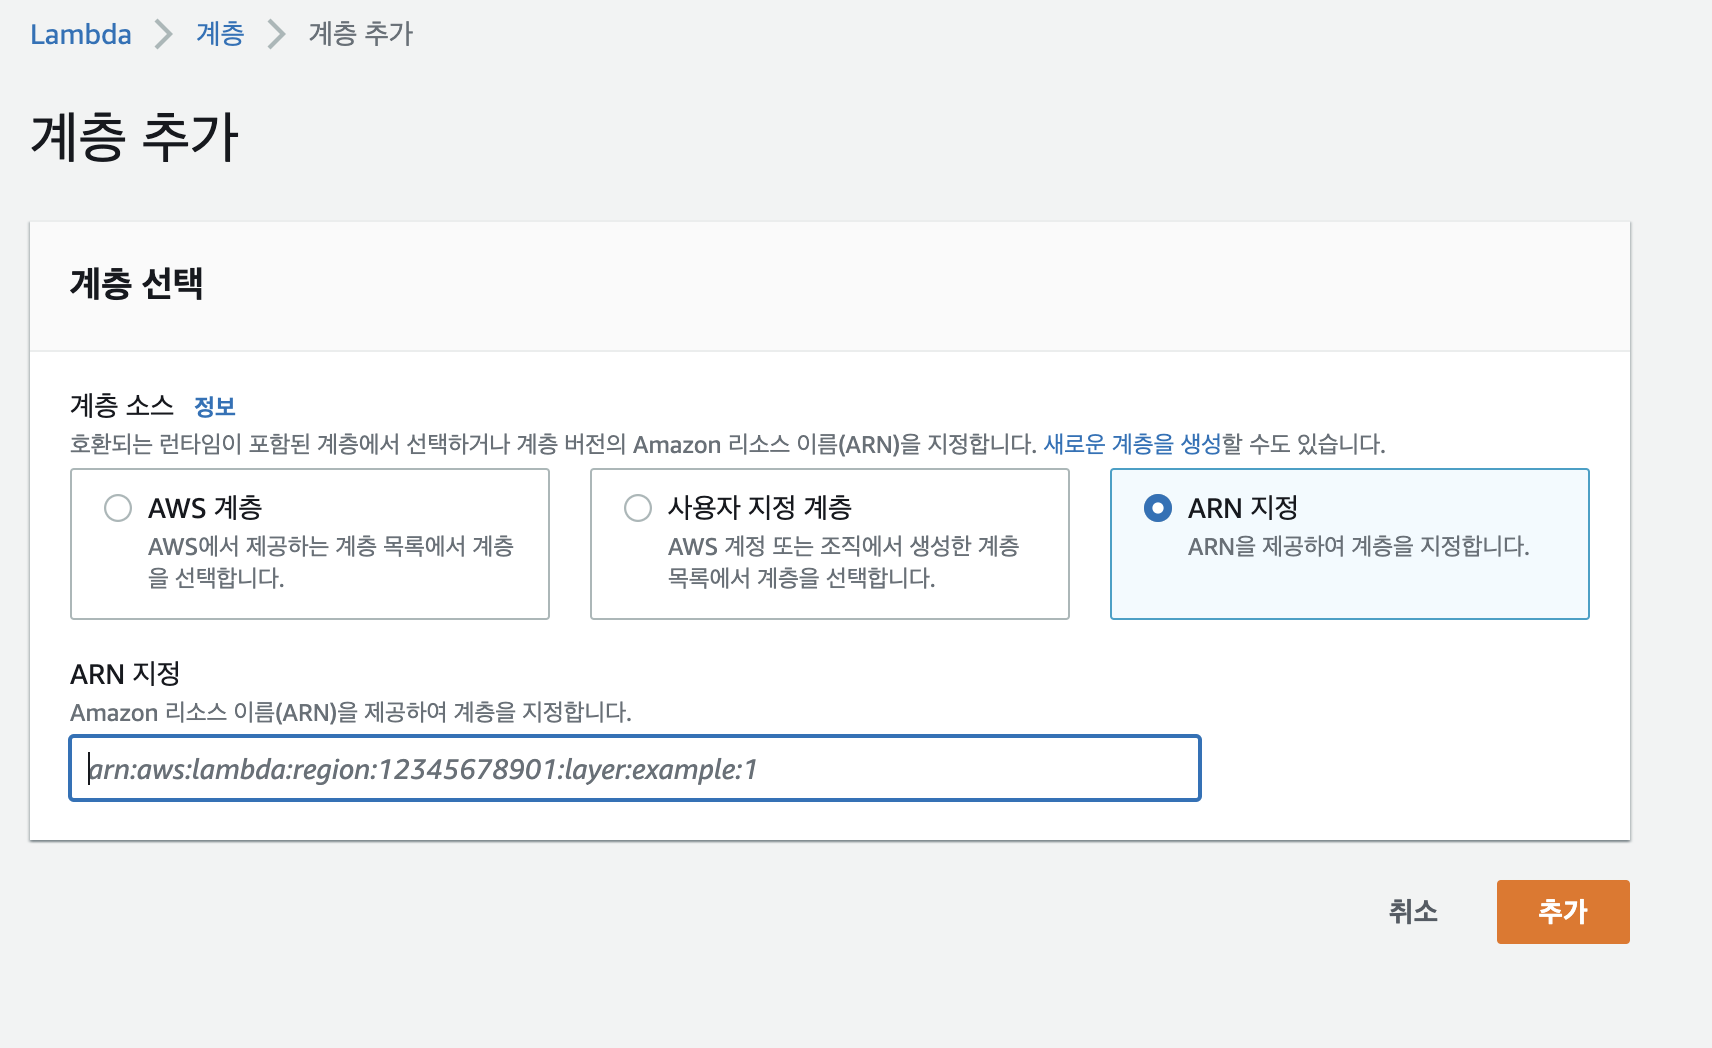 Lambda > 계층 > 계층 추가
계층 추가
계층 선택
계층 소스 정보
호환되는 런타임이 포함된 계층에서 선택하거나 계층 버전의 Amazon 리소스 이름(ARN)을 지정합니다. 새로운 계층을 생성할 수도 있습니다.
AWS 계층
AWS에서 제공하는 계층 목록에서 계층
을 선택합니다.
사용자 지정 계층
AWS 계정 또는 조직에서 생성한 계층
목록에서 계층을 선택합니다.
ARN 지정
ARN을 제공하여 계층을 지정합니다.
ARN 지정
Amazon 리소스 이름(ARN)을 제공하여 계층을 지정합니다.
arn:aws:lambda:region:12345678901:layer:example:1
취소
추가